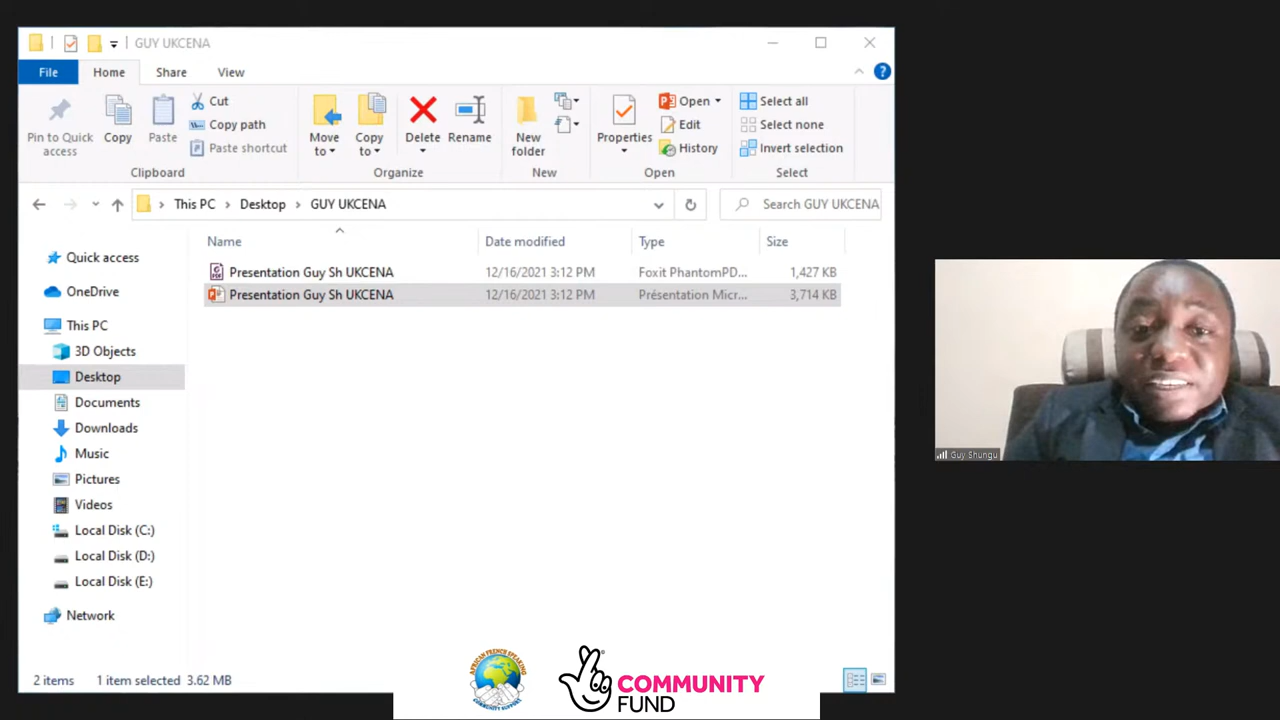 GUY UKCENA
File
Home
Share
View
Pin to Quick access
Copy
Paste
Cut
Copy path
Paste shortcut
Clipboard
Move to
Copy to
Delete
Rename
Organize
New folder
New
Properties
Open
Edit
History
Open
Select all
Select none
Invert selection
Select
This PC
Desktop
GUY UKCENA
Search GUY UKCENA
Name
Date modified
Type
Size
Presentation Guy Sh UKCENA 12/16/2021 3:12 PM Foxit PhantomPD... 1,427 KB
Presentation Guy Sh UKCENA 12/16/2021 3:12 PM Présentation Micr... 3,714 KB
Quick access
OneDrive
This PC
3D Objects
Desktop
Documents
Downloads
Music
Pictures
Videos
Local Disk (C:)
Local Disk (D:)
Local Disk (E:)
Network
2 items 1 item selected 3.62 MB
Guy Shungu
AFRICAN FRENCH SPEAKING
COMMUNITY SUPPORT
COMMUNITY
FUND